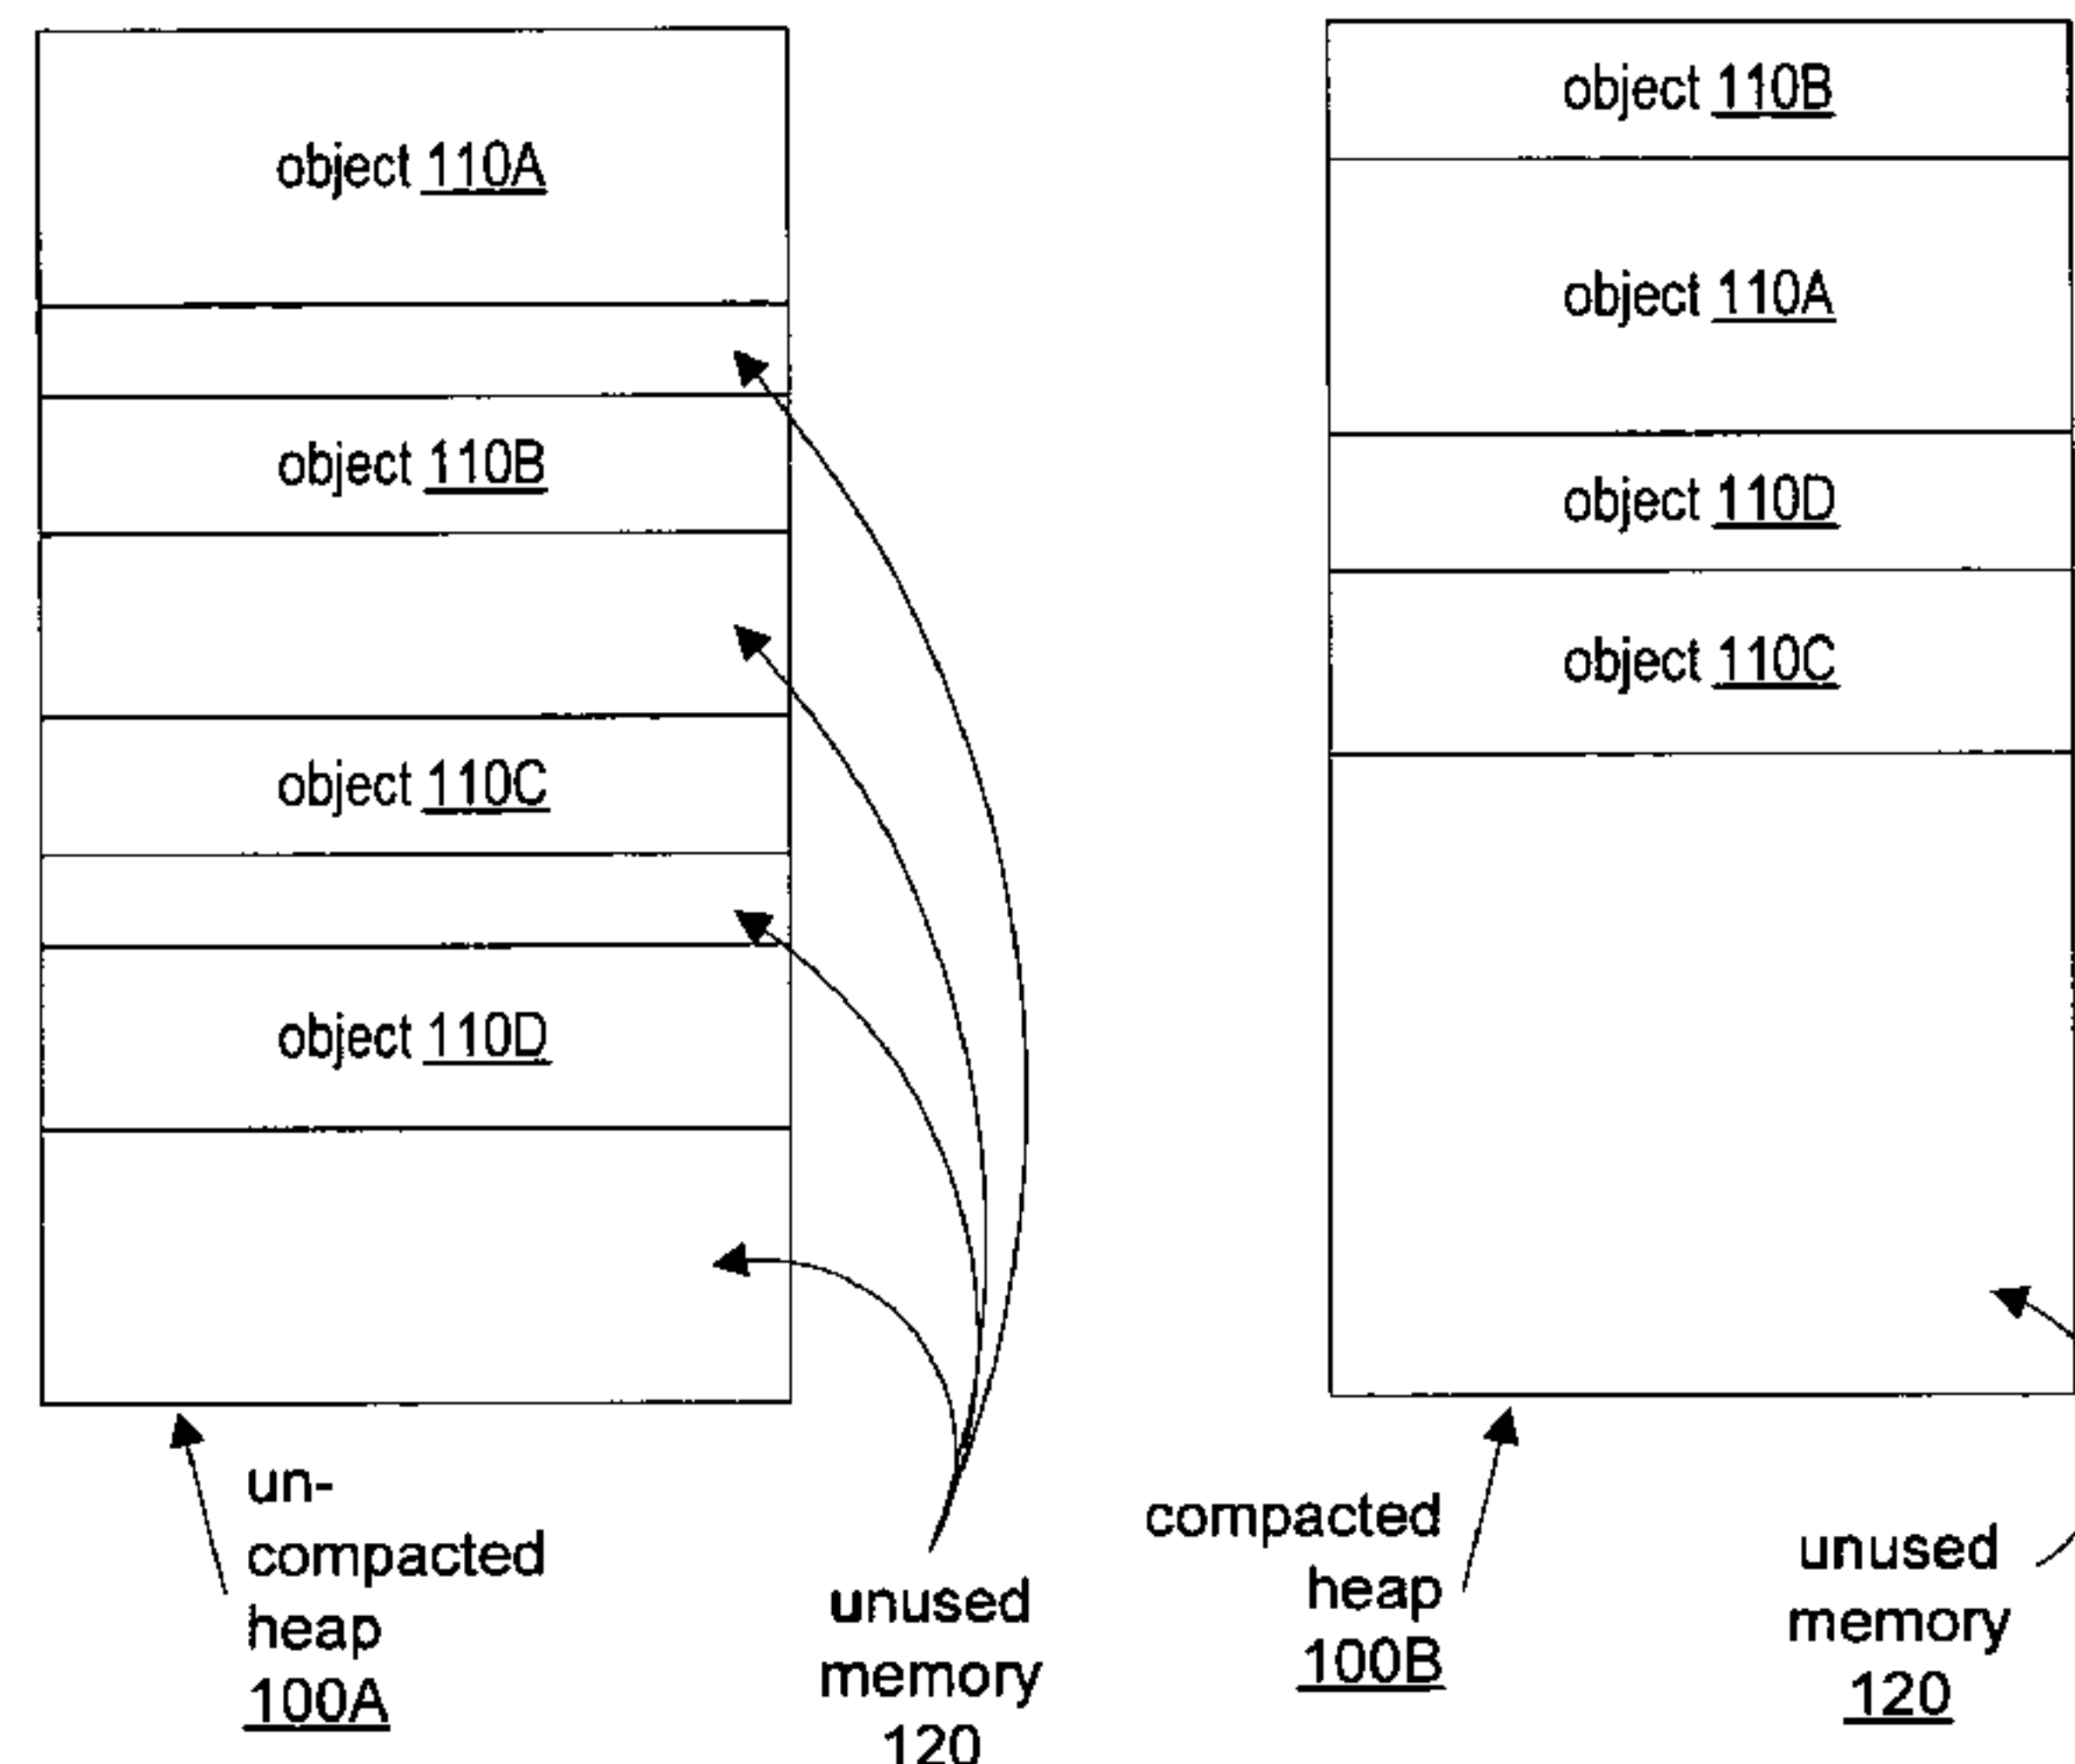 object 110A
object 110B
object 110C
object 110D
un-
compacted
heap
100A
unused
memory
120
object 110B
object 110A
object 110D
object 110C
compacted
heap
100B
unused
memory
120